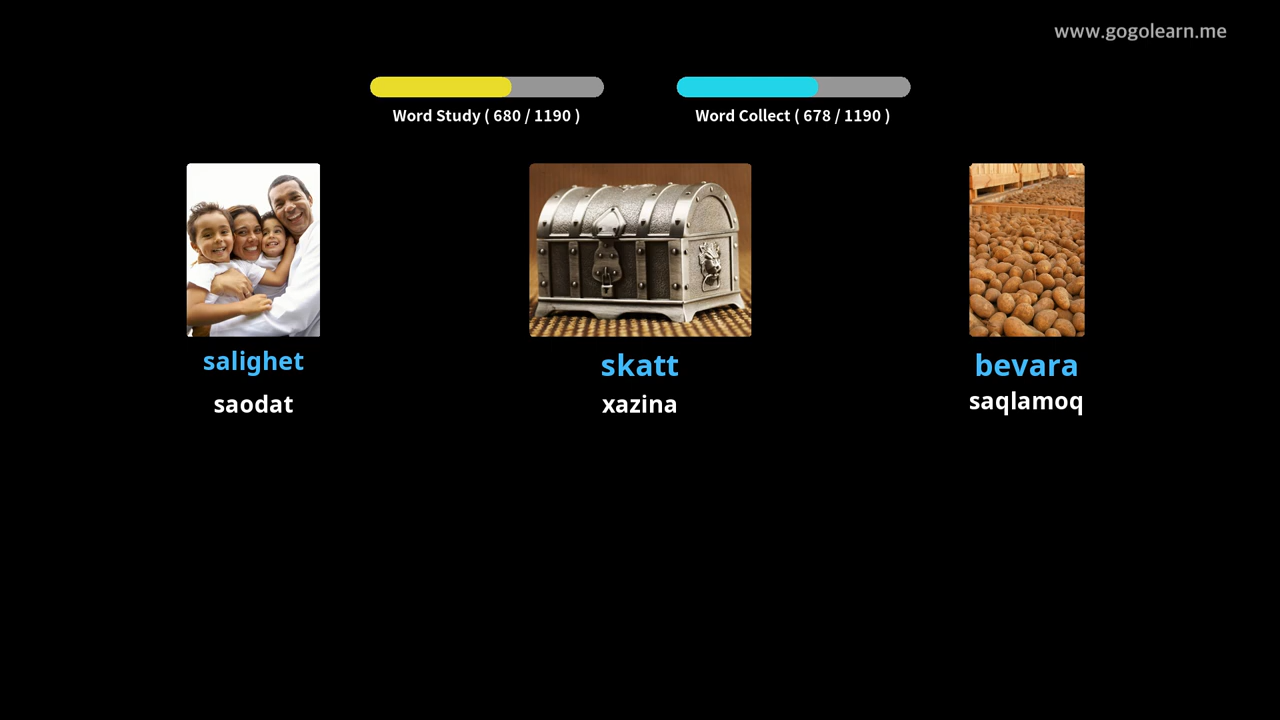 www.gogolearn.me
Word Study ( 680 / 1190 )
Word Collect ( 678 / 1190 )
salighet
skatt
bevara
saodat
xazina
saqlamoq